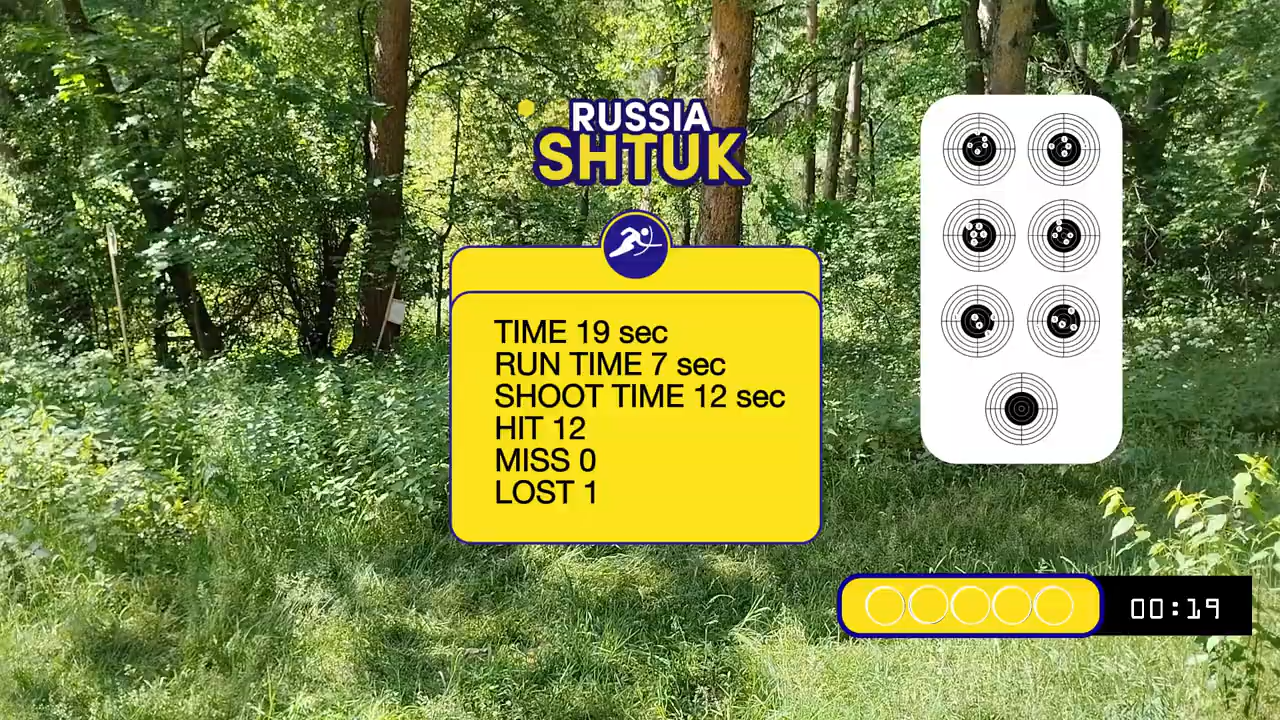 RUSSIA
SHTUK
TIME 19 sec
RUN TIME 7 sec
SHOOT TIME 12 sec
HIT 12
MISS 0
LOST 1
00:19